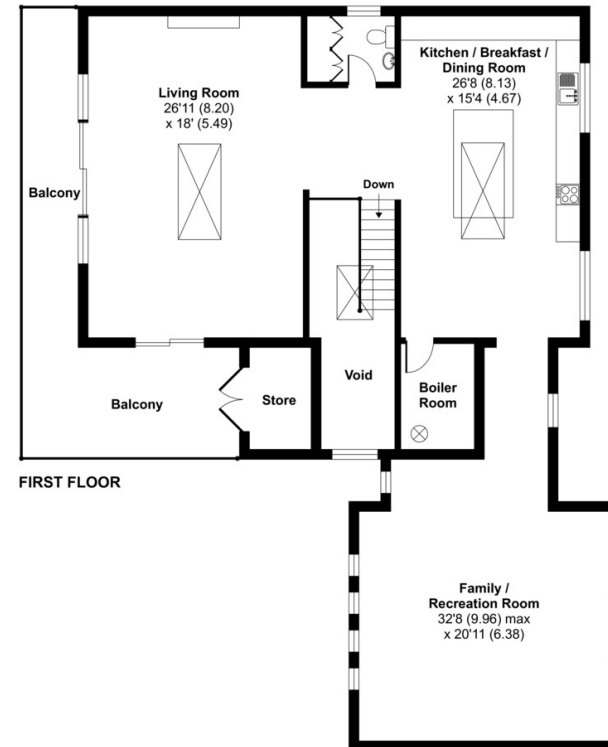 Kitchen / Breakfast /
Dining Room
26'8 (8.13)
x 15'4 (4.67)
Living Room
26'11 (8.20)
x 18' (5.49)
Balcony
Down
Void
Boiler
Room
Balcony
Store
FIRST FLOOR
Family /
Recreation Room
32'8 (9.96) max
x 20'11 (6.38)